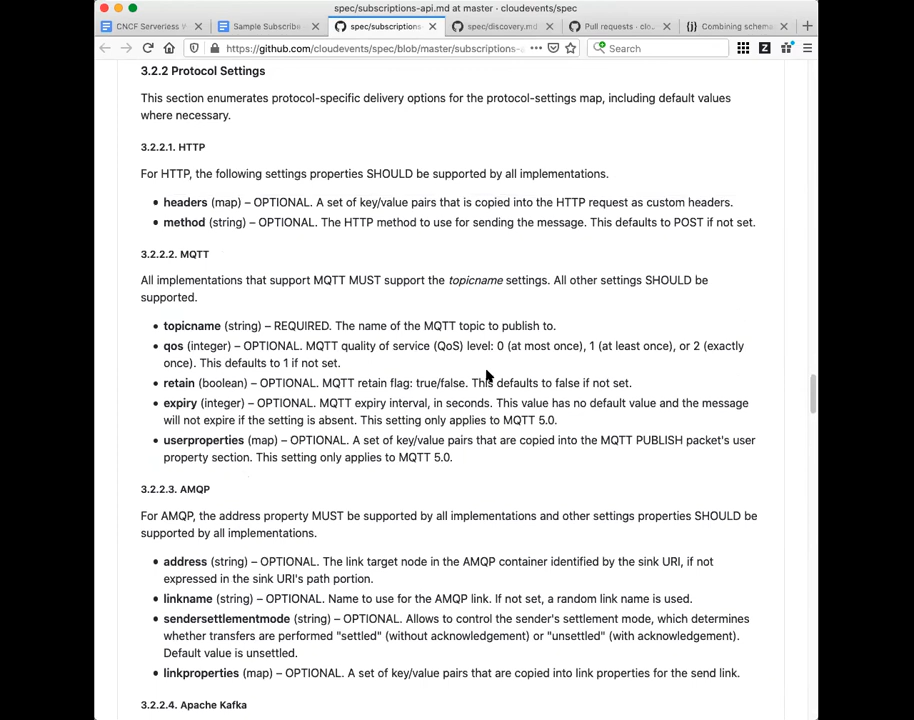 spec/subscriptions-api.md at master • cloudevents/spec
CNCF Serverless W
Sample Subscribe
spec/subscriptions-
spec/discovery.md
Pull requests · clo
Combining schema
https://github.com/cloudevents/spec/blob/master/subscriptions-a
Search
3.2.2 Protocol Settings
This section enumerates protocol-specific delivery options for the protocol-settings map, including default values
where necessary.
3.2.2.1. HTTP
For HTTP, the following settings properties SHOULD be supported by all implementations.
• headers (map) – OPTIONAL. A set of key/value pairs that is copied into the HTTP request as custom headers.
• method (string) – OPTIONAL. The HTTP method to use for sending the message. This defaults to POST if not set.
3.2.2.2. MQTT
All implementations that support MQTT MUST support the topicname settings. All other settings SHOULD be
supported.
• topicname (string) – REQUIRED. The name of the MQTT topic to publish to.
• qos (integer) – OPTIONAL. MQTT quality of service (QoS) level: 0 (at most once), 1 (at least once), or 2 (exactly
once). This defaults to 1 if not set.
• retain (boolean) – OPTIONAL. MQTT retain flag: true/false. This defaults to false if not set.
• expiry (integer) – OPTIONAL. MQTT expiry interval, in seconds. This value has no default value and the message
will not expire if the setting is absent. This setting only applies to MQTT 5.0.
• userproperties (map) – OPTIONAL. A set of key/value pairs that are copied into the MQTT PUBLISH packet's user
property section. This setting only applies to MQTT 5.0.
3.2.2.3. AMQP
For AMQP, the address property MUST be supported by all implementations and other settings properties SHOULD be
supported by all implementations.
• address (string) – OPTIONAL. The link target node in the AMQP container identified by the sink URI, if not
expressed in the sink URI's path portion.
• linkname (string) – OPTIONAL. Name to use for the AMQP link. If not set, a random link name is used.
• sendersettlementmode (string) – OPTIONAL. Allows to control the sender's settlement mode, which determines
whether transfers are performed "settled" (without acknowledgement) or "unsettled" (with acknowledgement).
Default value is unsettled.
• linkproperties (map) – OPTIONAL. A set of key/value pairs that are copied into link properties for the send link.
3.2.2.4. Apache Kafka